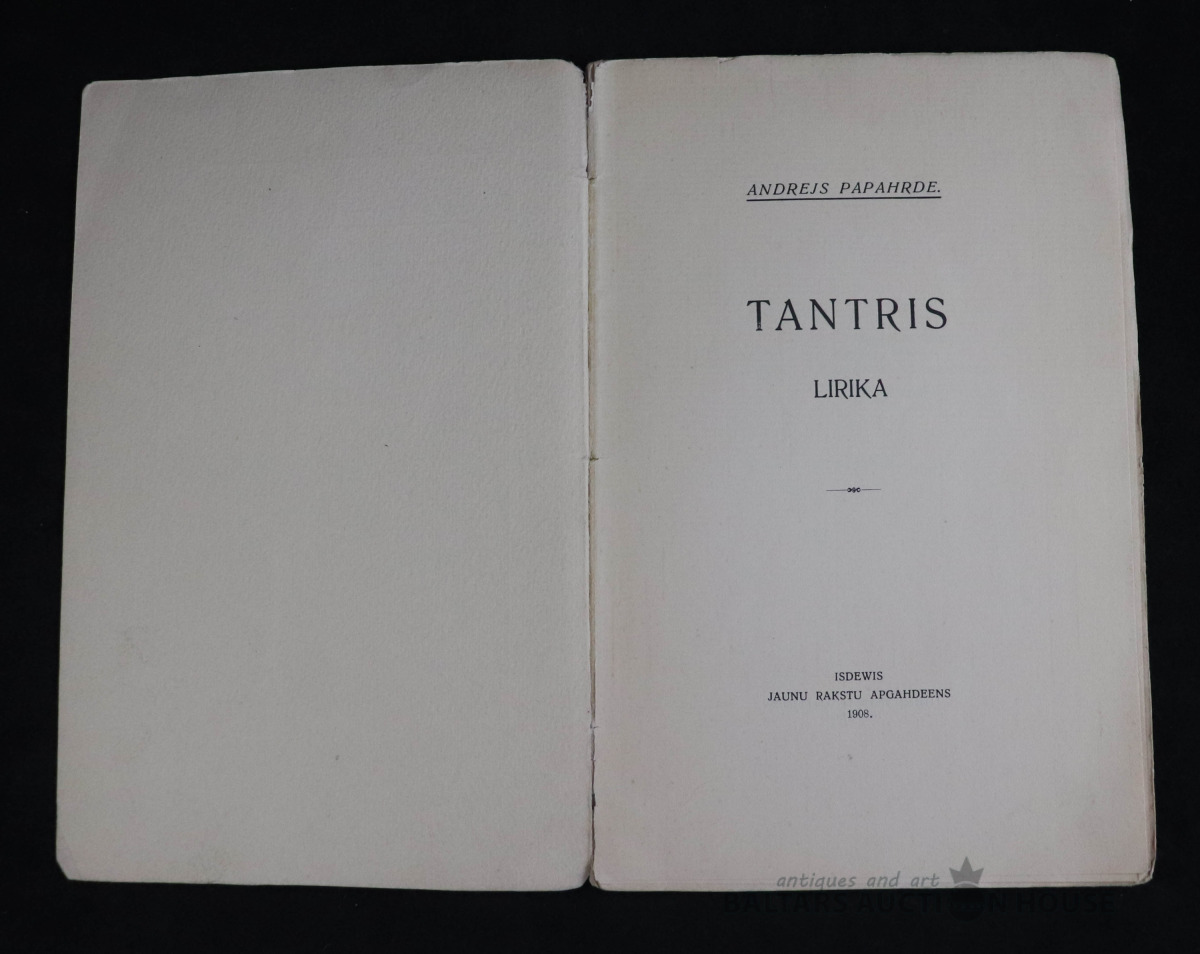 ANDREJS PAPAHRDE.
TANTRIS
LIRIKA
ISDEWIS
JAUNU RAKSTU APGAHDEENS
1908.
antiques and art
BALTARS AUCTION HOUSE